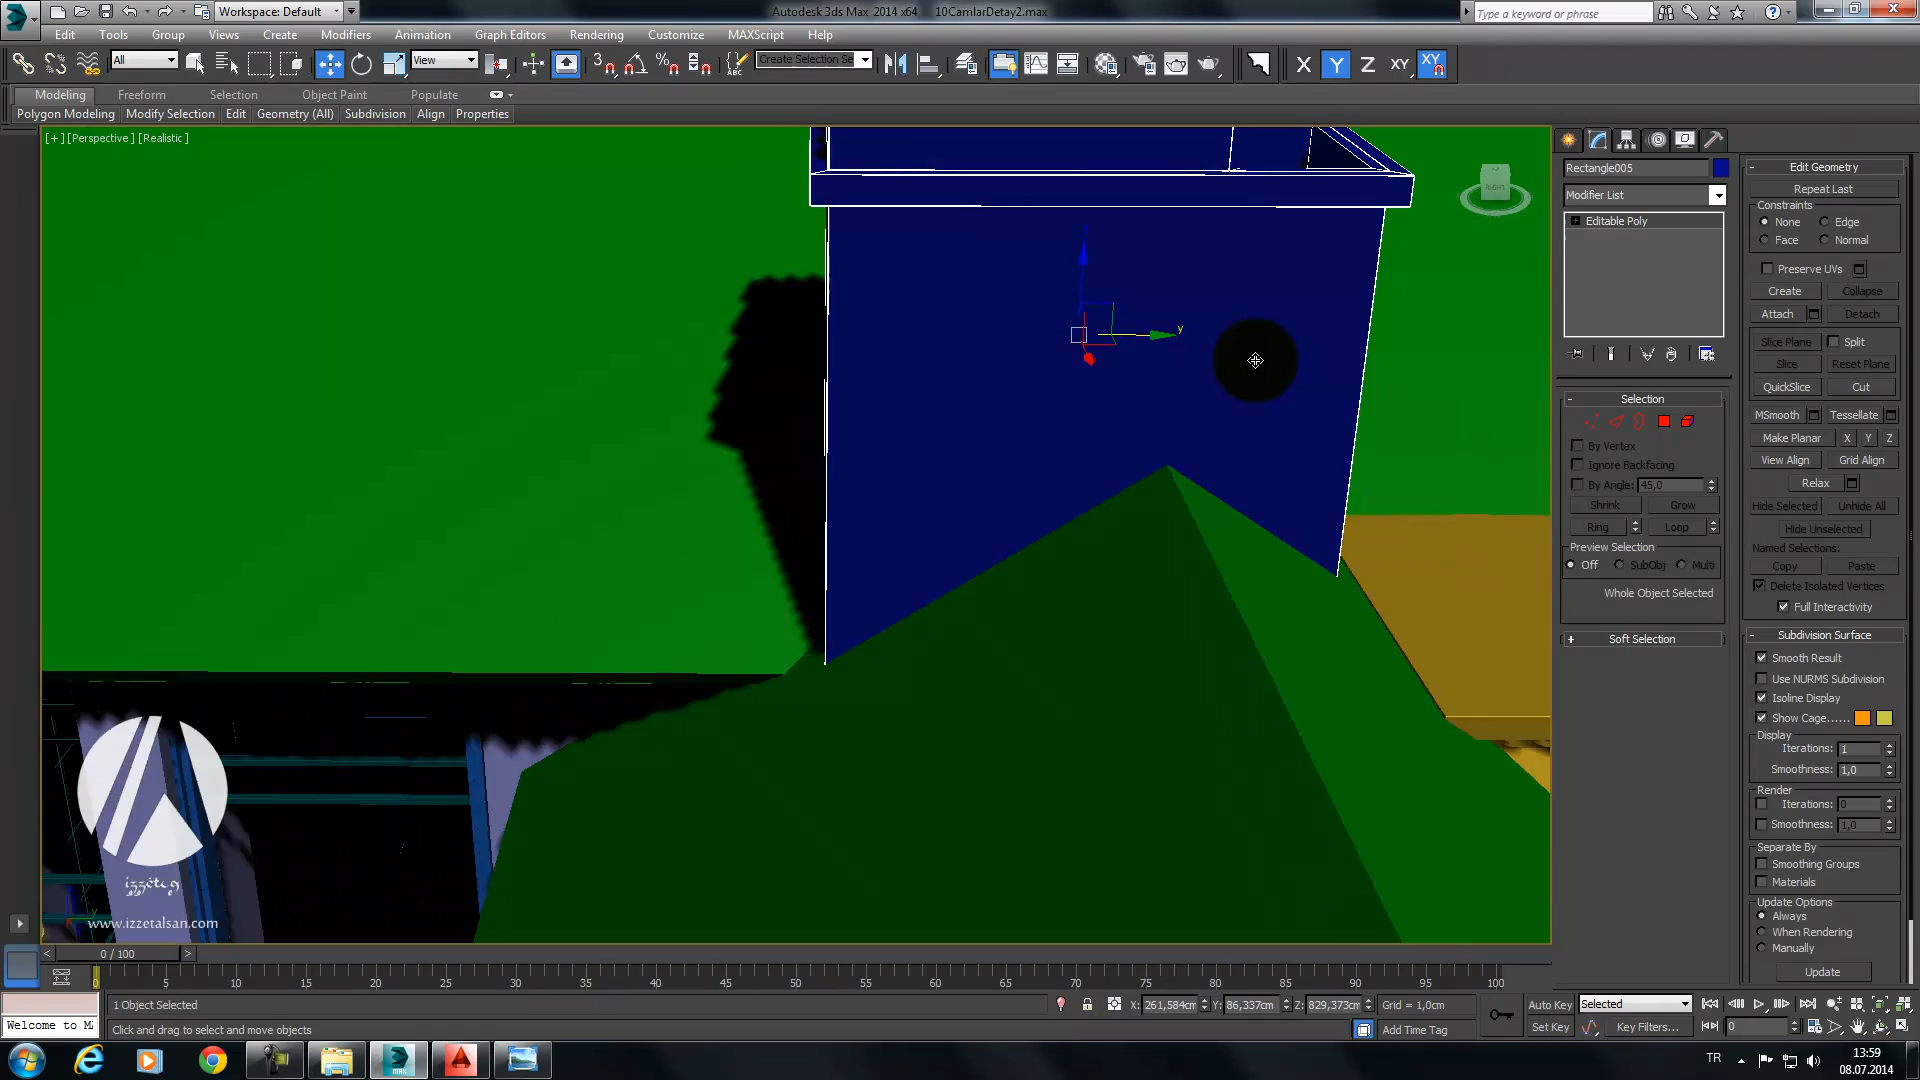 Workspace: Default
Autodesk 3ds Max 2014 x64 10CamlarDetay2.max
Type a keyword or phrase
Edit Tools Group Views Create Modifiers Animation Graph Editors Rendering Customize MAXScript Help
All View Create Selection Se X Y Z XY XY
Modeling Freeform Selection Object Paint Populate
Polygon Modeling Modify Selection Edit Geometry (All) Subdivision Align Properties
[+][Perspective][Realistic]
RIGHT
y
Rectangle005
Modifier List
Editable Poly
Selection
By Vertex
Ignore Backfacing
By Angle: 45,0
Shrink Grow
Ring Loop
Preview Selection
Off SubObj Multi
Whole Object Selected
Soft Selection
Edit Geometry
Repeat Last
Constraints
None Edge
Face Normal
Preserve UVs
Create Collapse
Attach Detach
Slice Plane Split
Slice Reset Plane
QuickSlice Cut
MSmooth Tessellate
Make Planar X Y Z
View Align Grid Align
Relax
Hide Selected Unhide All
Hide Unselected
Named Selections:
Copy Paste
Delete Isolated Vertices
Full Interactivity
Subdivision Surface
Smooth Result
Use NURMS Subdivision
Isoline Display
Show Cage......
Display
Iterations: 1
Smoothness: 1,0
Render
Iterations: 0
Smoothness: 1,0
Separate By
Smoothing Groups
Materials
Update Options
Always
When Rendering
Manually
Update
www.izzetalsan.com
0 / 100
0 5 10 15 20 25 30 35 40 45 50 55 60 65 70 75 80 85 90 95 100
1 Object Selected X: 261,584cm Y: 86,337cm Z: 829,373cm Grid = 1,0cm Auto Key Selected
Welcome to MA Click and drag to select and move objects Add Time Tag Set Key Key Filters... 0
TR 13:59
08.07.2014